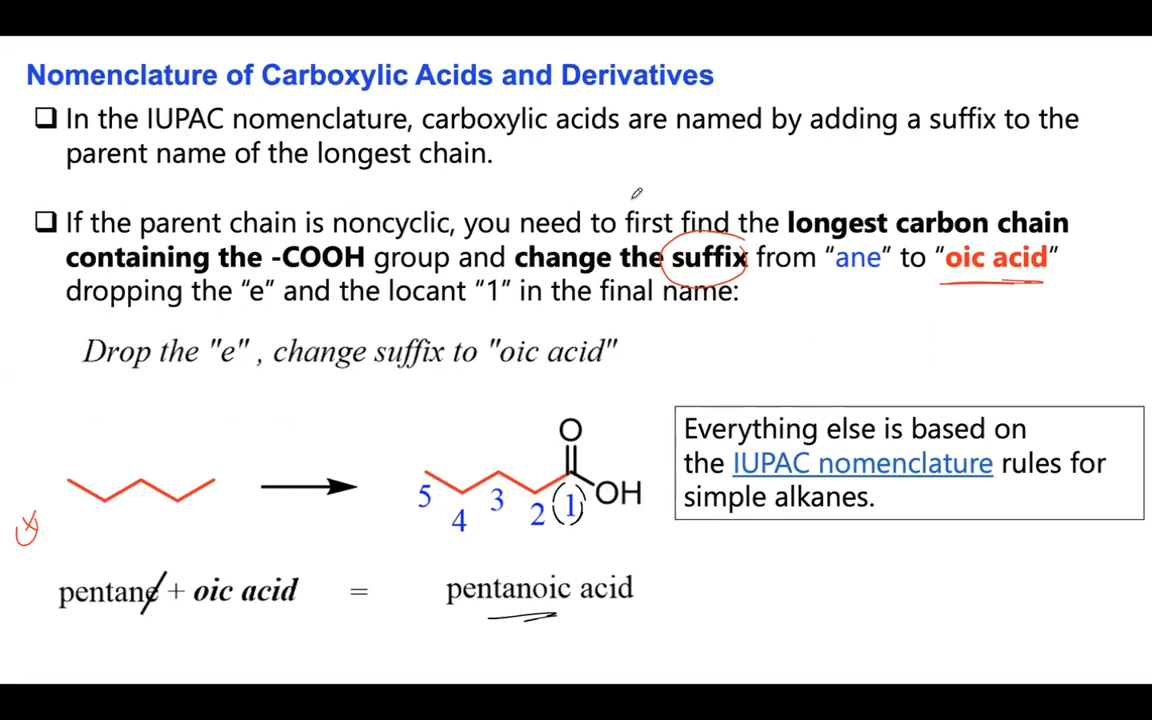 Nomenclature of Carboxylic Acids and Derivatives
In the IUPAC nomenclature, carboxylic acids are named by adding a suffix to the
parent name of the longest chain.
If the parent chain is noncyclic, you need to first find the longest carbon chain
containing the -COOH group and change the suffix from “ane” to “oic acid”
dropping the “e” and the locant “1” in the final name:
Drop the "e" , change suffix to "oic acid"
O
OH
5
4
3
2
(1)
Everything else is based on
the IUPAC nomenclature rules for
simple alkanes.
pentane + oic acid = pentanoic acid